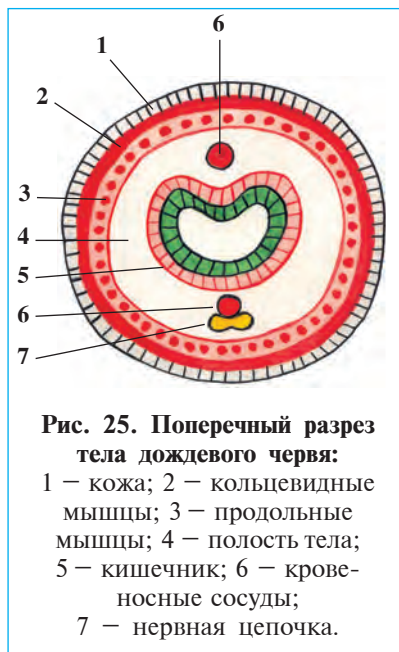 6
1
2
3
4
5
6
7
Рис. 25. Поперечный разрез
тела дождевого червя:
1 – кожа; 2 – кольцевидные
мышцы; 3 – продольные
мышцы; 4 – полость тела;
5 – кишечник; 6 – крове-
носные сосуды;
7 – нервная цепочка.